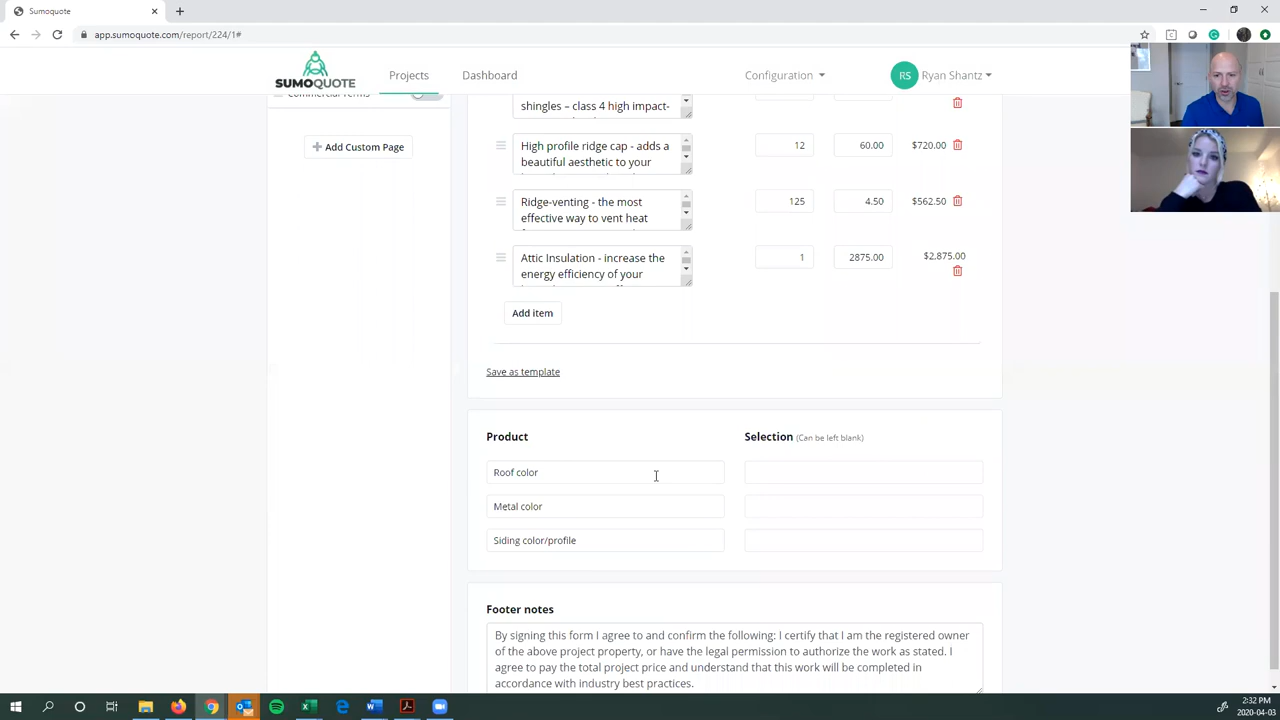 Sumoquote
app.sumoquote.com/report/224/1#
SUMOQUOTE
Projects
Dashboard
Configuration
RS
Ryan Shantz
Commercial Terms
Add Custom Page
shingles – class 4 high impact-
High profile ridge cap - adds a
beautiful aesthetic to your
12
60.00
$720.00
Ridge-venting - the most
effective way to vent heat
125
4.50
$562.50
Attic Insulation - increase the
energy efficiency of your
1
2875.00
$2,875.00
Add item
Save as template
Product
Selection (Can be left blank)
Roof color
Metal color
Siding color/profile
Footer notes
By signing this form I agree to and confirm the following: I certify that I am the registered owner
of the above project property, or have the legal permission to authorize the work as stated. I
agree to pay the total project price and understand that this work will be completed in
accordance with industry best practices.
2:32 PM
2020-04-03